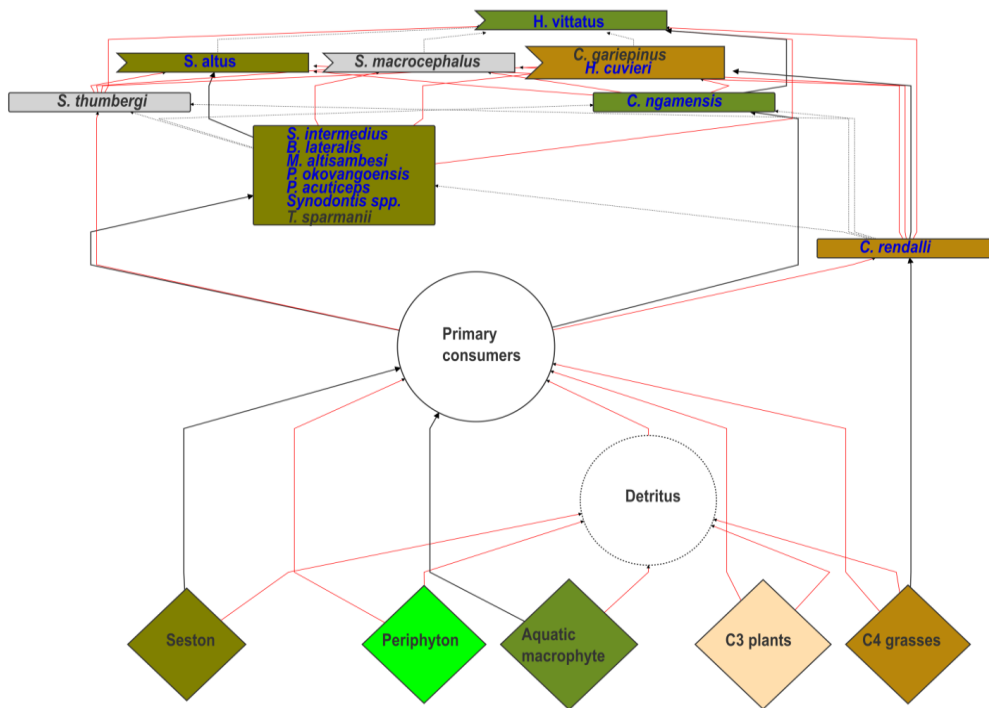 H. vittatus
S. altus
S. macrocephalus
C. gariepinus
H. cuvieri
S. thumbergi
C. ngamensis
S. intermedius
B. lateralis
M. altisambesi
P. okovangoensis
P. acuticeps
Synodontis spp.
T. sparmanii
C. rendalli
Primary
consumers
Detritus
Seston
Periphyton
Aquatic
macrophyte
C3 plants
C4 grasses